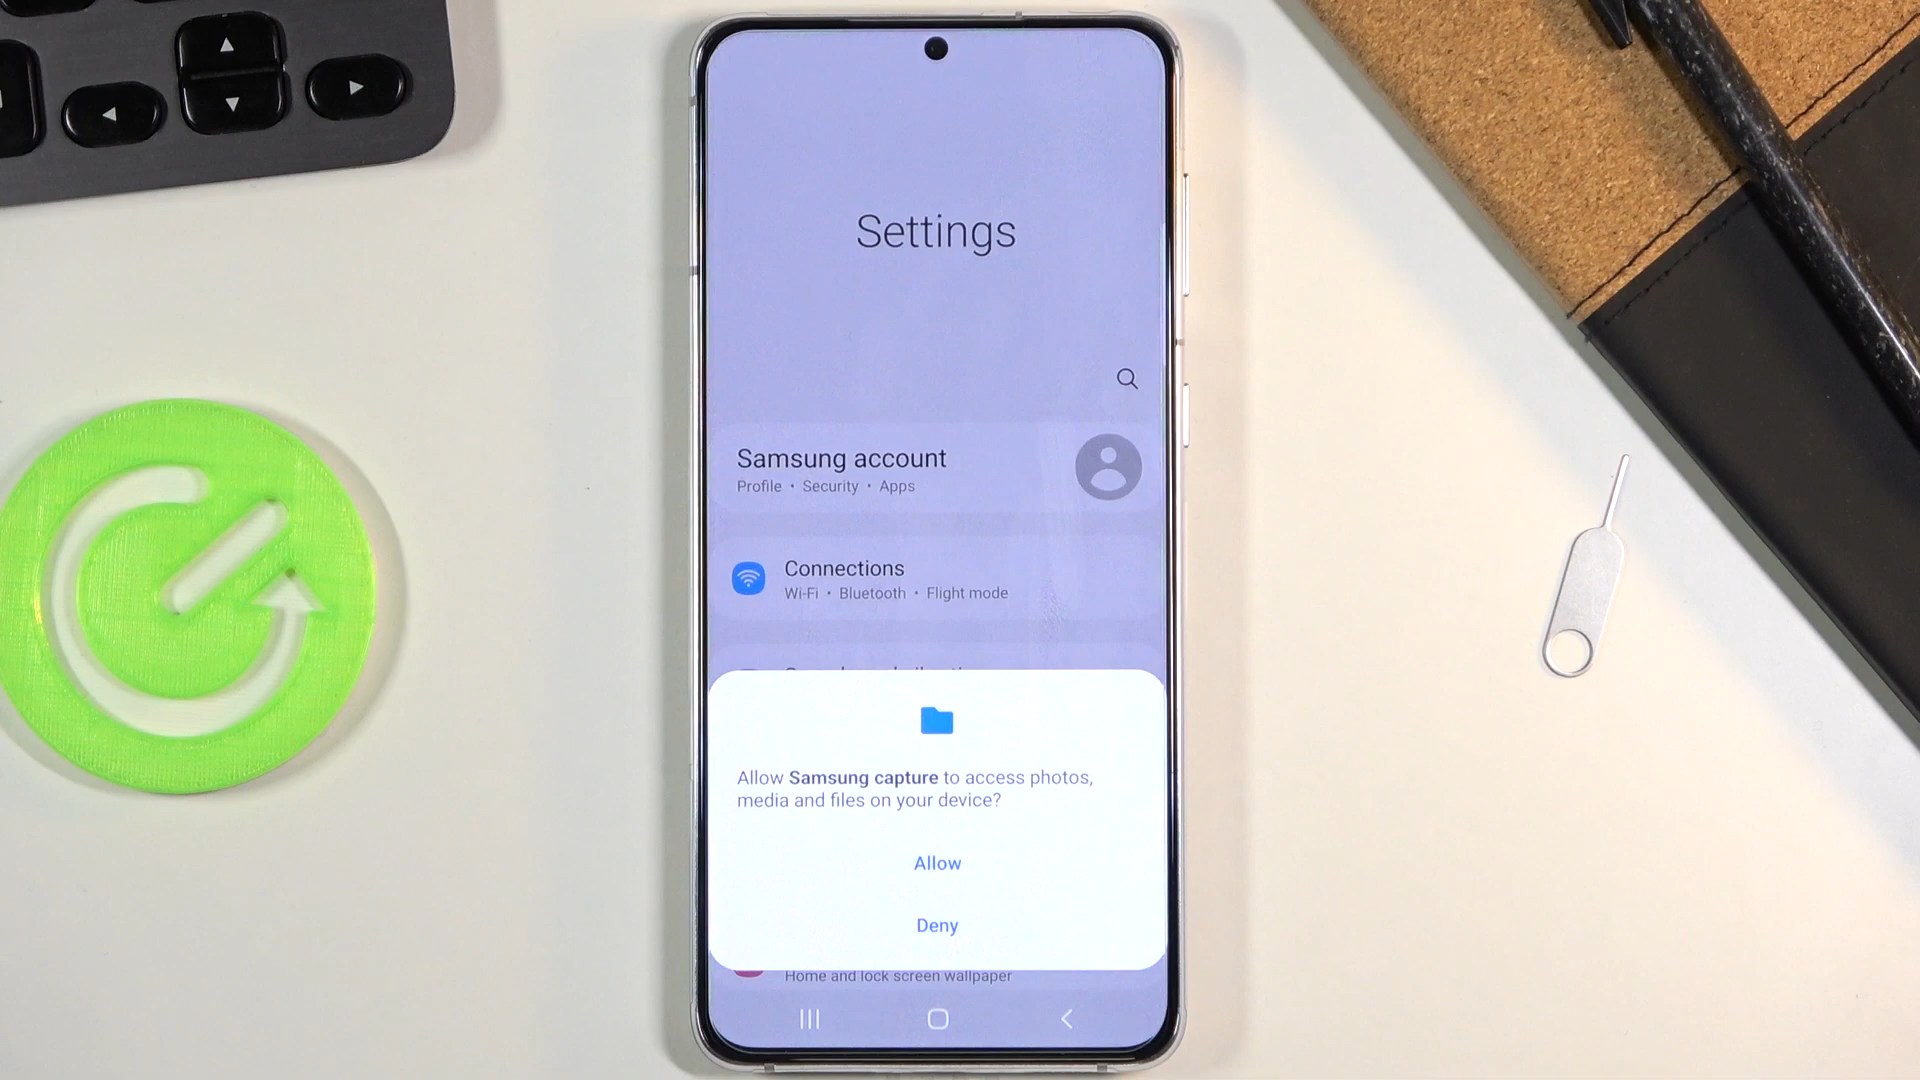 Settings
Samsung account
Profile • Security • Apps
Connections
Wi-Fi • Bluetooth • Flight mode
Allow Samsung capture to access photos,
media and files on your device?
Allow
Deny
Home and lock screen wallpaper